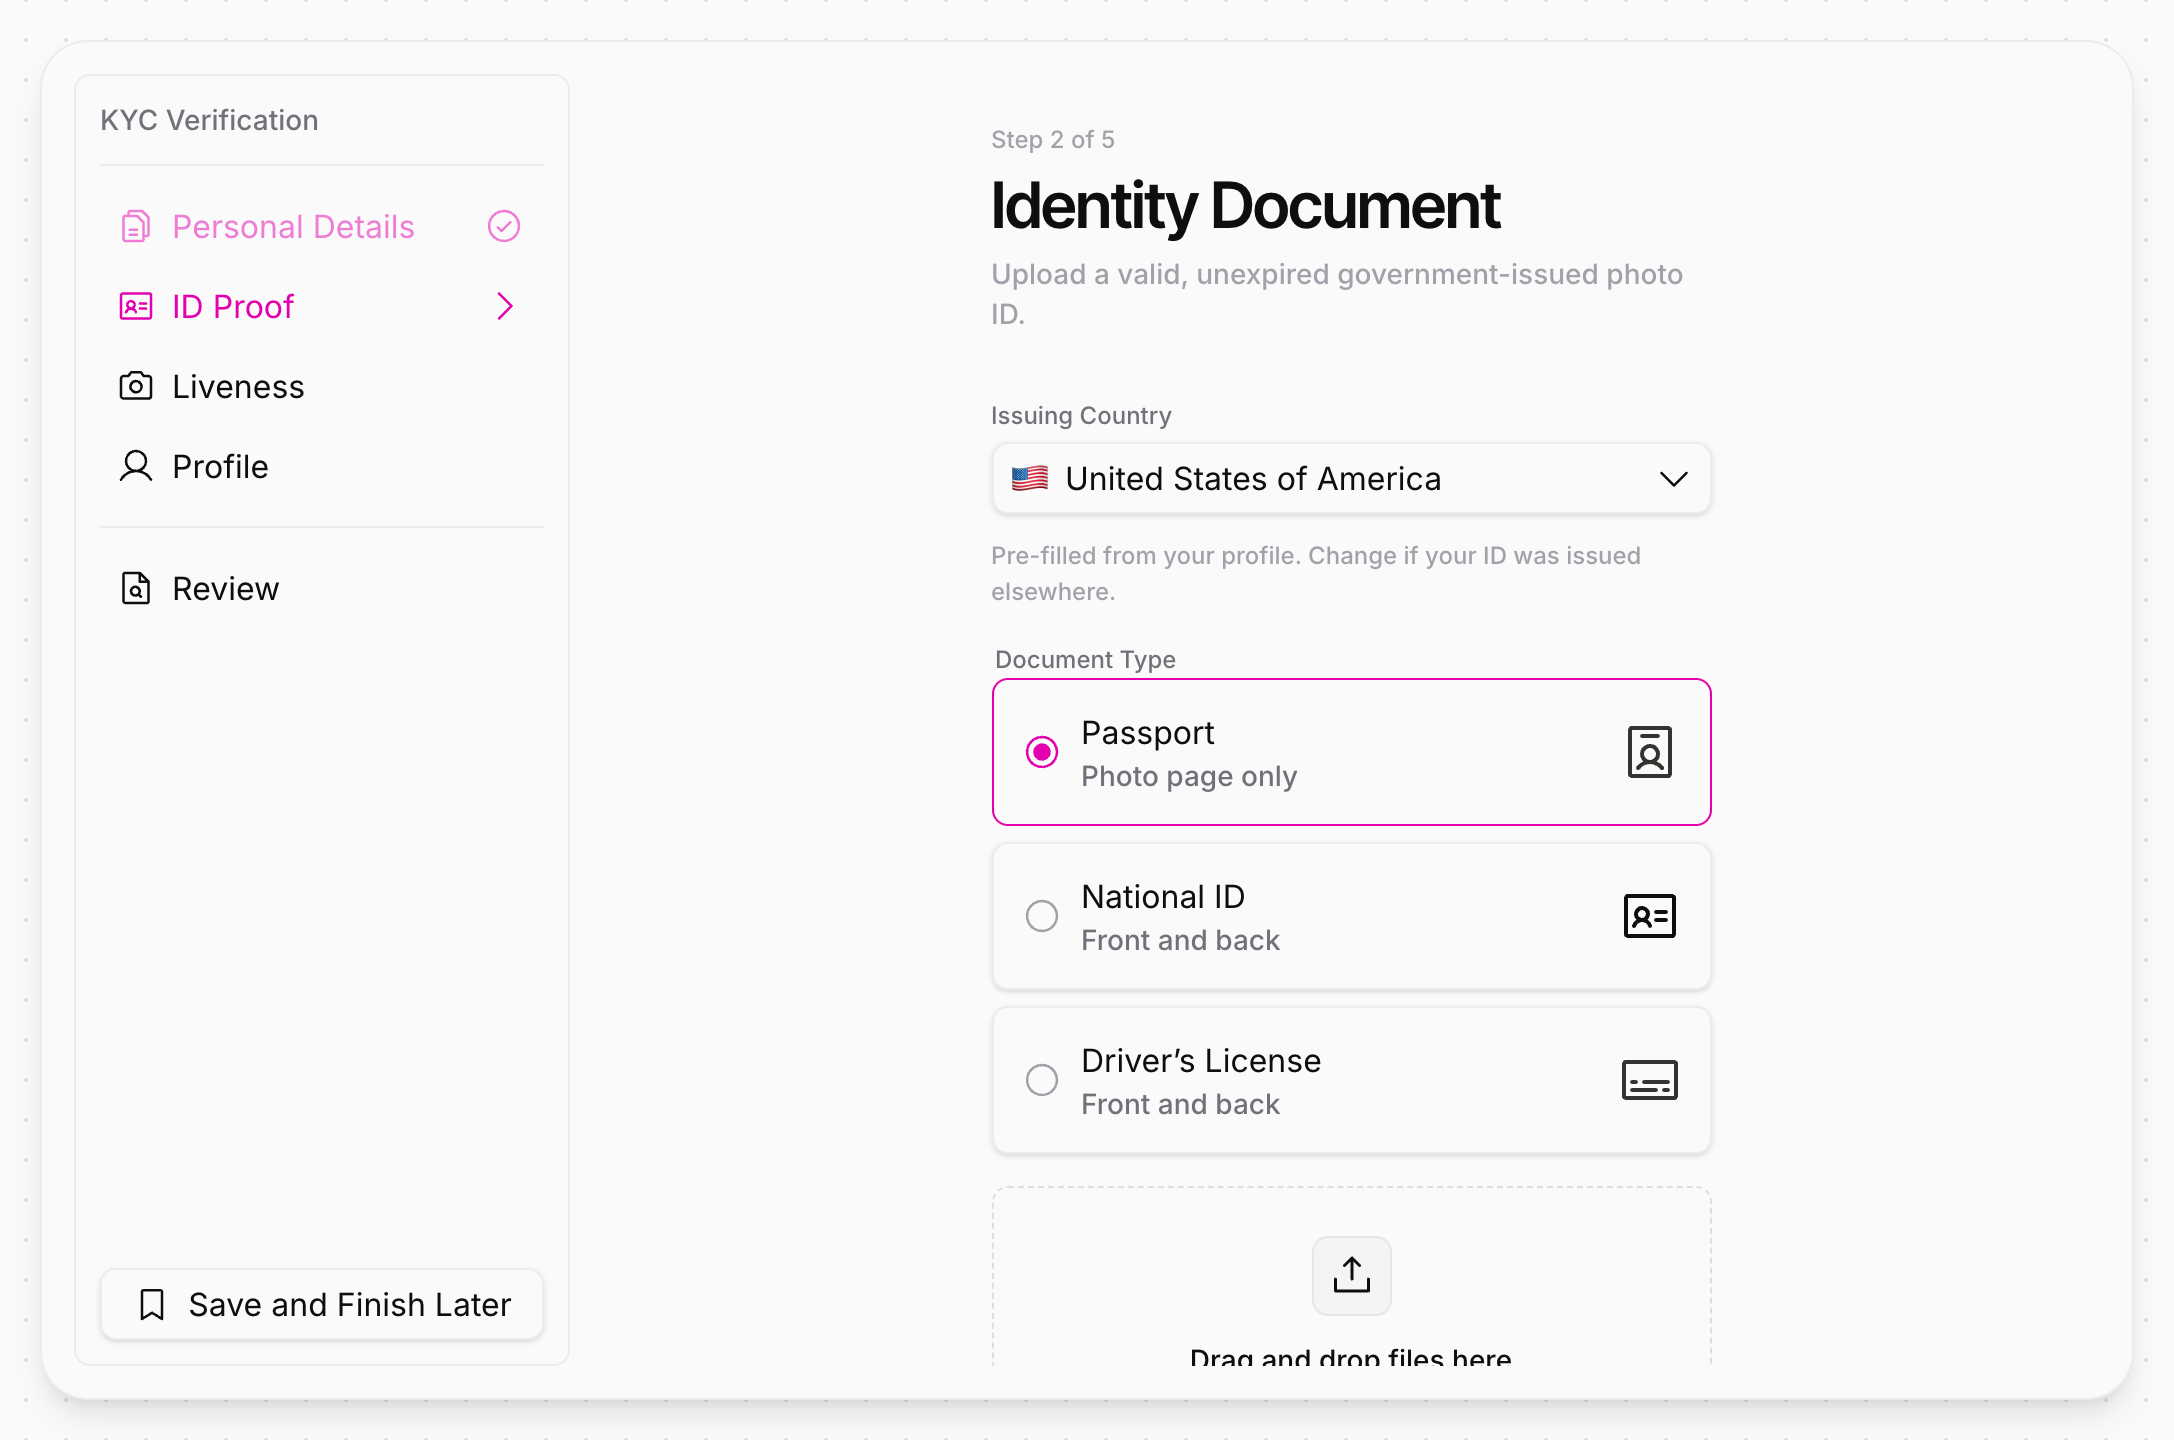 KYC Verification
Personal Details
ID Proof
Liveness
Profile
Review
Save and Finish Later
Step 2 of 5
Identity Document
Upload a valid, unexpired government-issued photo
ID.
Issuing Country
United States of America
Pre-filled from your profile. Change if your ID was issued
elsewhere.
Document Type
Passport
Photo page only
National ID
Front and back
Driver’s License
Front and back
Drag and drop files here